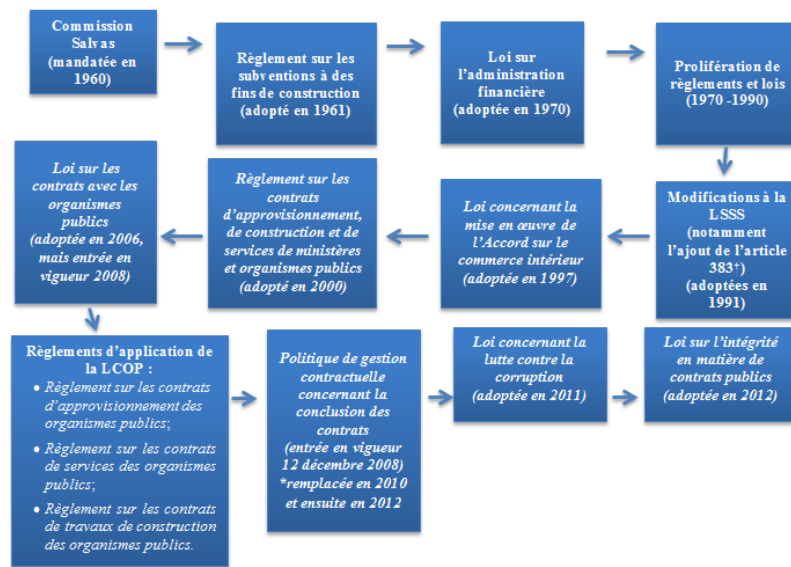 Commission
Salvas
(mandatée en
1960)
Règlement sur les
subventions à des
fins de construction
(adopté en 1961)
Loi sur
l'administration
financière
(adoptée en 1970)
Prolifération de
règlements et lois
(1970 -1990)
Modifications à la
LSSS
(notamment
l'ajout de l'article
383†)
(adoptées en
1991)
Loi concernant la
mise en œuvre de
l'Accord sur le
commerce intérieur
(adoptée en 1997)
Règlement sur les
contrats
d'approvisionnement,
de construction et de
services de ministères
et organismes publics
(adopté en 2000)
Loi sur les
contrats avec les
organismes
publics
(adoptée en 2006,
mais entrée en
vigueur 2008)
Règlements d'application de
la LCOP :
• Règlement sur les contrats
d'approvisionnement des
organismes publics;
• Règlement sur les contrats
de services des organismes
publics;
• Règlement sur les contrats
de travaux de construction
des organismes publics.
Politique de gestion
contractuelle
concernant la
conclusion des
contrats
(entrée en vigueur
12 décembre 2008)
*remplacée en 2010
et ensuite en 2012
Loi concernant la
lutte contre la
corruption
(adoptée en 2011)
Loi sur l'intégrité
en matière de
contrats publics
(adoptée en 2012)